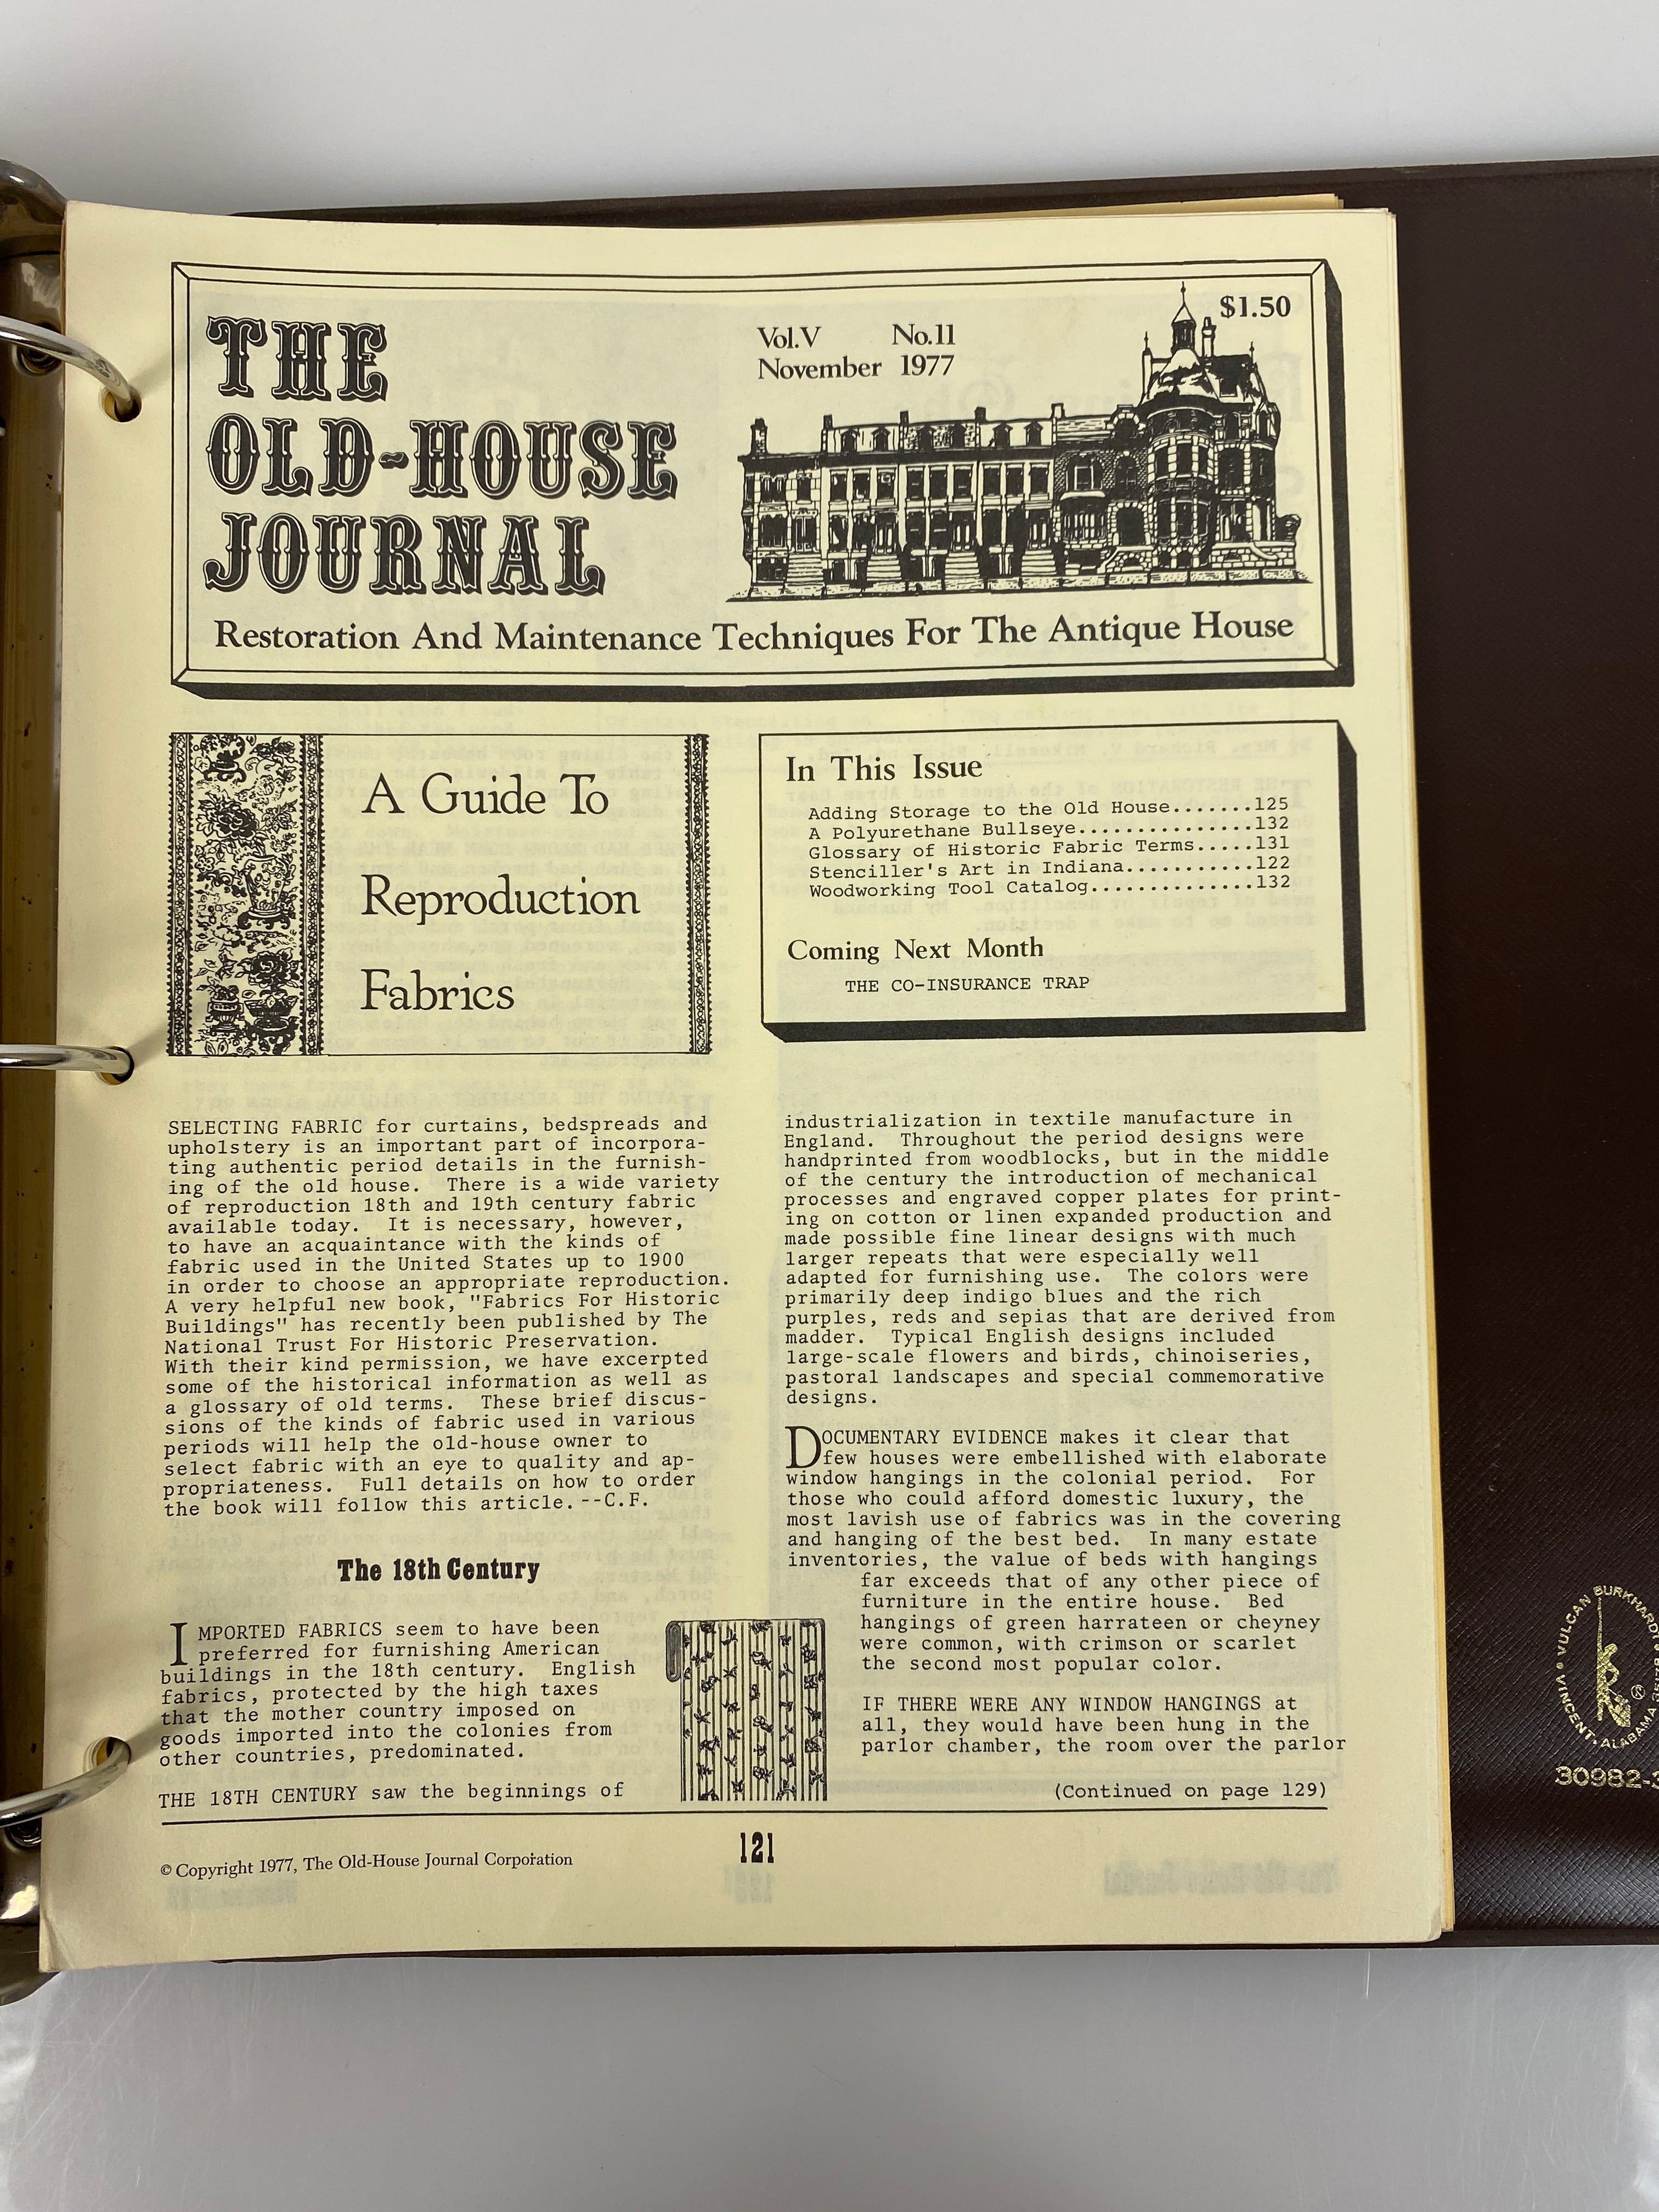 THE
OLD-HOUSE
JOURNAL
Vol.V No.11
November 1977
$1.50
Restoration And Maintenance Techniques For The Antique House
A Guide To
Reproduction
Fabrics
In This Issue
Adding Storage to the Old House.......125
A Polyurethane Bullseye...............132
Glossary of Historic Fabric Terms.....131
Stenciller's Art in Indiana...........122
Woodworking Tool Catalog..............132
Coming Next Month
THE CO-INSURANCE TRAP
SELECTING FABRIC for curtains, bedspreads and
upholstery is an important part of incorpora-
ting authentic period details in the furnish-
ing of the old house. There is a wide variety
of reproduction 18th and 19th century fabric
available today. It is necessary, however,
to have an acquaintance with the kinds of
fabric used in the United States up to 1900
in order to choose an appropriate reproduction.
A very helpful new book, "Fabrics For Historic
Buildings" has recently been published by The
National Trust For Historic Preservation.
With their kind permission, we have excerpted
some of the historical information as well as
a glossary of old terms. These brief discus-
sions of the kinds of fabric used in various
periods will help the old-house owner to
select fabric with an eye to quality and ap-
propriateness. Full details on how to order
the book will follow this article. --C.F.
The 18th Century
IMPORTED FABRICS seem to have been
preferred for furnishing American
buildings in the 18th century. English
fabrics, protected by the high taxes
that the mother country imposed on
goods imported into the colonies from
other countries, predominated.
THE 18TH CENTURY saw the beginnings of
industrialization in textile manufacture in
England. Throughout the period designs were
handprinted from woodblocks, but in the middle
of the century the introduction of mechanical
processes and engraved copper plates for print-
ing on cotton or linen expanded production and
made possible fine linear designs with much
larger repeats that were especially well
adapted for furnishing use. The colors were
primarily deep indigo blues and the rich
purples, reds and sepias that are derived from
madder. Typical English designs included
large-scale flowers and birds, chinoiseries,
pastoral landscapes and special commemorative
designs.
DOCUMENTARY EVIDENCE makes it clear that
few houses were embellished with elaborate
window hangings in the colonial period. For
those who could afford domestic luxury, the
most lavish use of fabrics was in the covering
and hanging of the best bed. In many estate
inventories, the value of beds with hangings
far exceeds that of any other piece of
furniture in the entire house. Bed
hangings of green harrateen or cheyney
were common, with crimson or scarlet
the second most popular color.
IF THERE WERE ANY WINDOW HANGINGS at
all, they would have been hung in the
parlor chamber, the room over the parlor
(Continued on page 129)
© Copyright 1977, The Old-House Journal Corporation
121
VULCAN BURKHARDT
VINCENT, ALABAMA
30982-